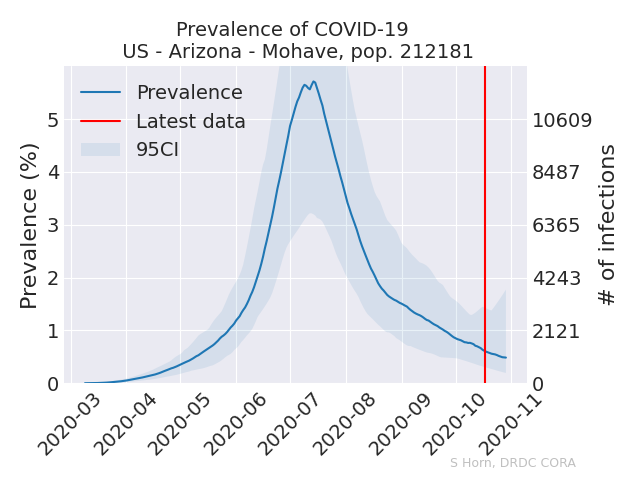 Prevalence of COVID-19
US - Arizona - Mohave, pop. 212181
Prevalence
Latest data
95CI
Prevalence (%)
5
4
3
2
1
0
10609
8487
6365
4243
2121
0
# of infections
2020-03
2020-04
2020-05
2020-06
2020-07
2020-08
2020-09
2020-10
2020-11
S Horn, DRDC CORA